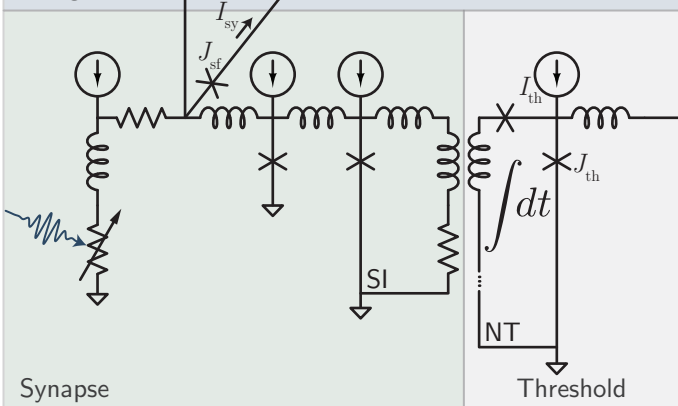 I_sy
J_sf
I_th
J_th
∫dt
SI
NT
Synapse
Threshold